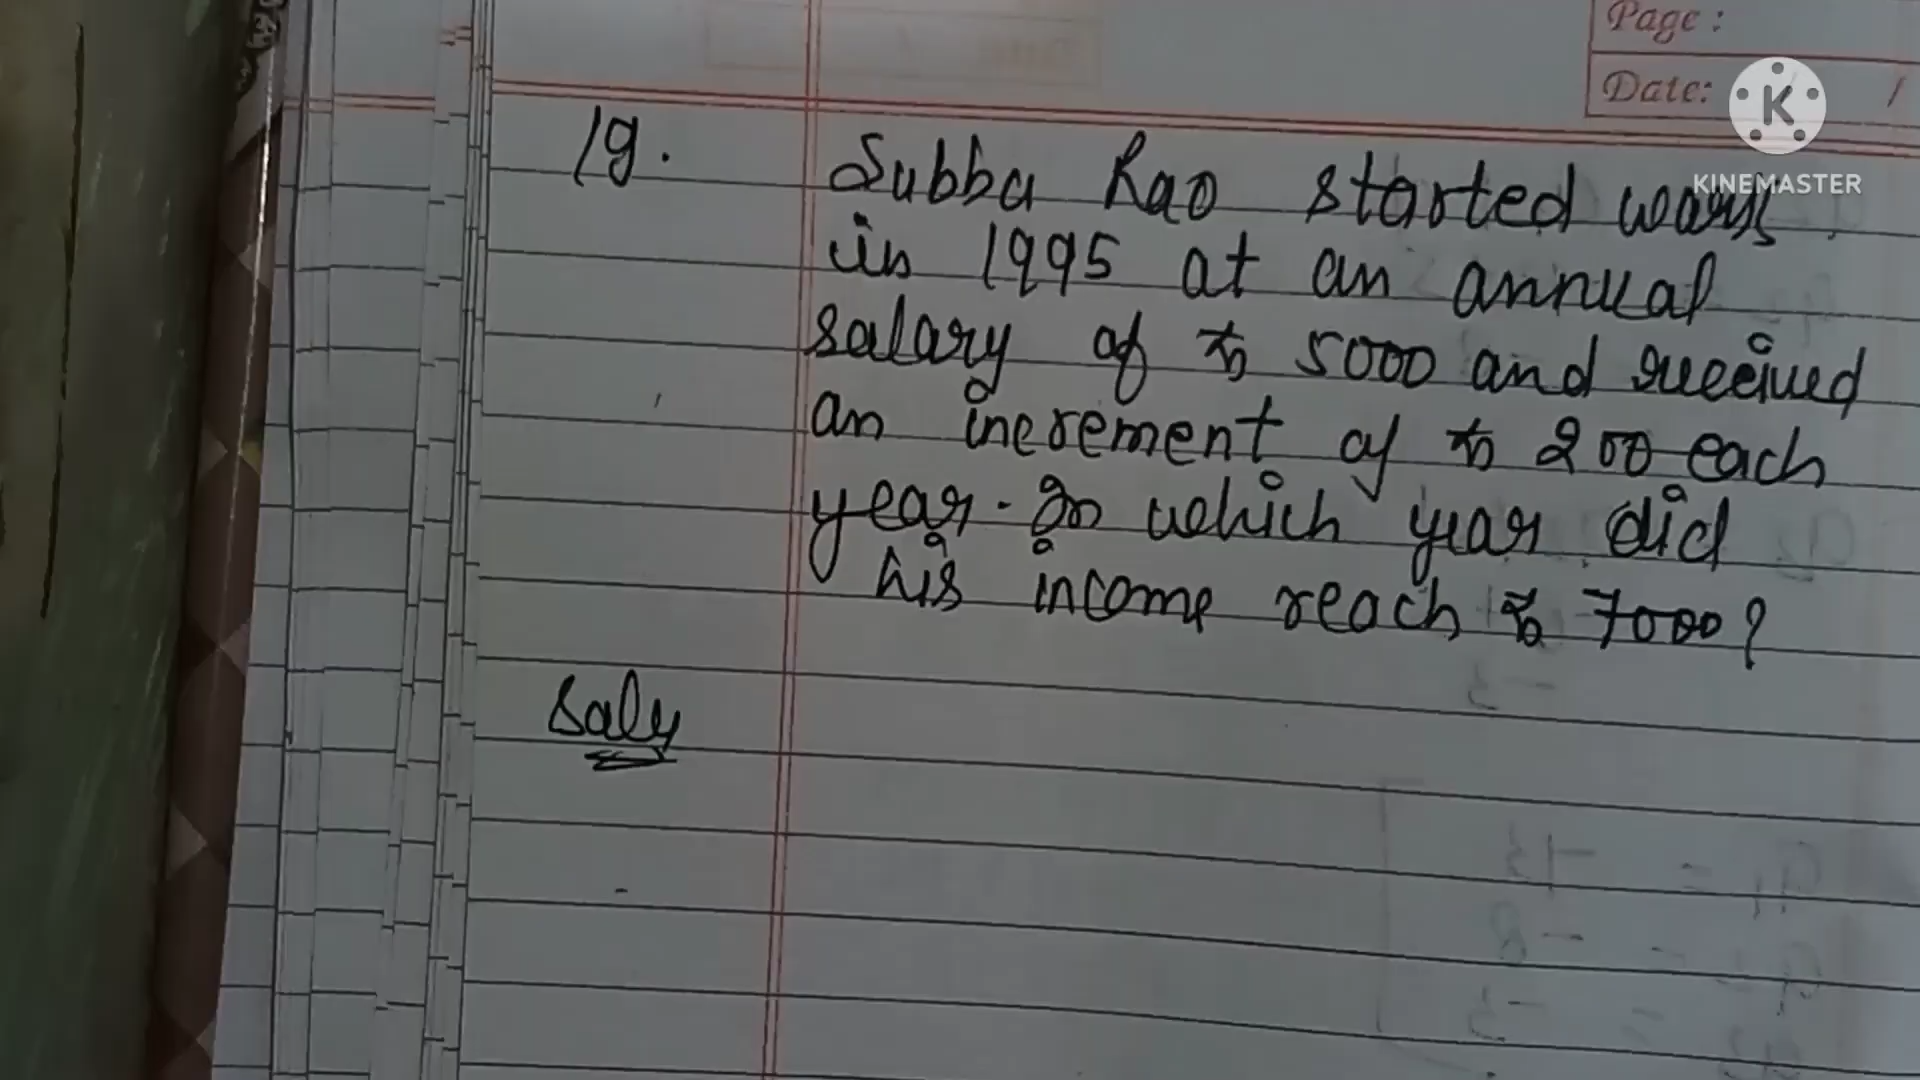 Page :
Date: /
K
KINEMASTER
19. Subba Rao started work
in 1995 at an annual
salary of ₹ 5000 and received
an increment of ₹ 200 each
year. In which year did
his income reach ₹ 7000?
Soln